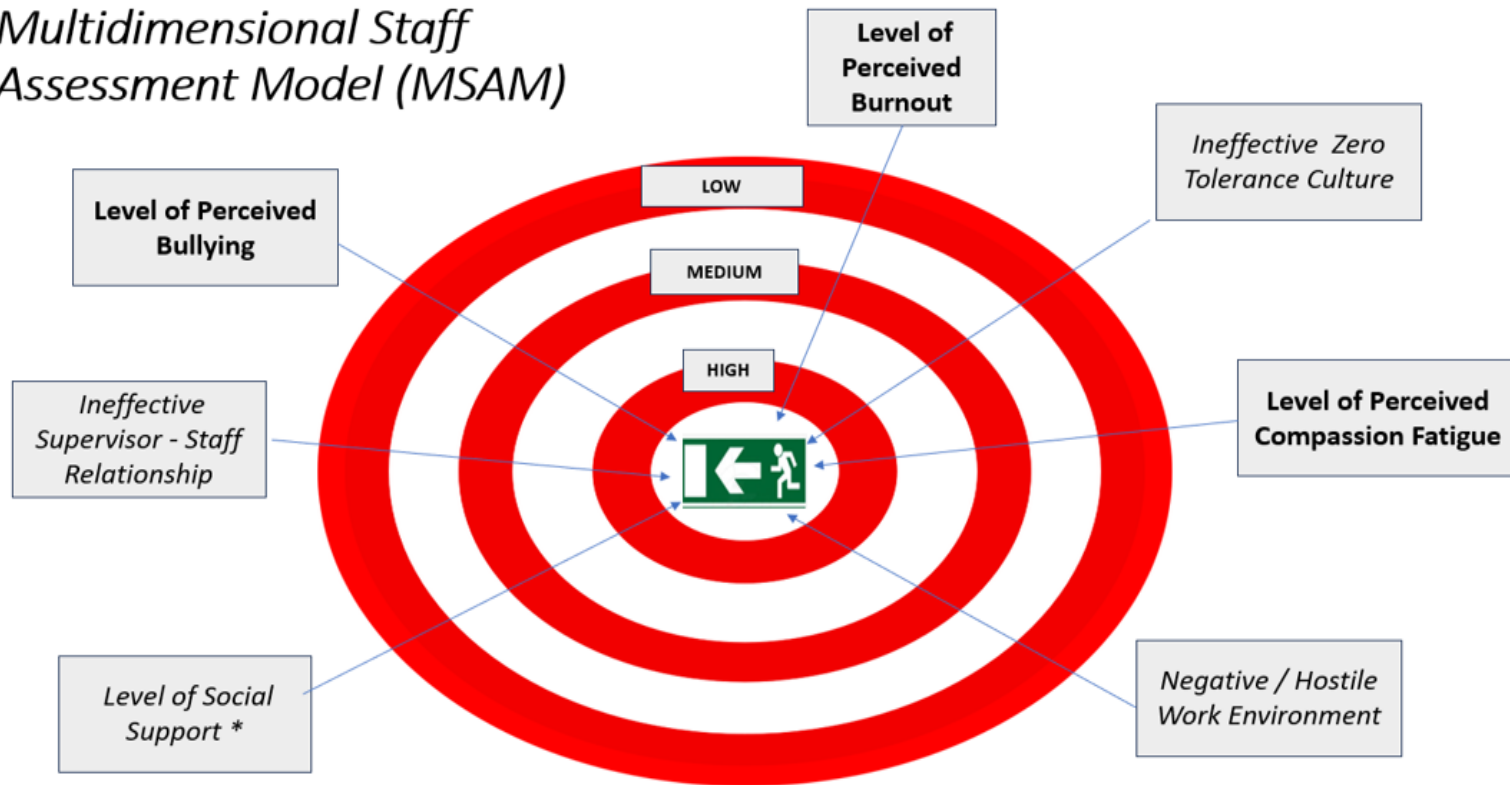 Multidimensional Staff
Assessment Model (MSAM)
Level of
Perceived
Burnout
Ineffective Zero
Tolerance Culture
LOW
Level of Perceived
Bullying
MEDIUM
HIGH
Ineffective
Supervisor - Staff
Relationship
Level of Perceived
Compassion Fatigue
Level of Social
Support *
Negative / Hostile
Work Environment